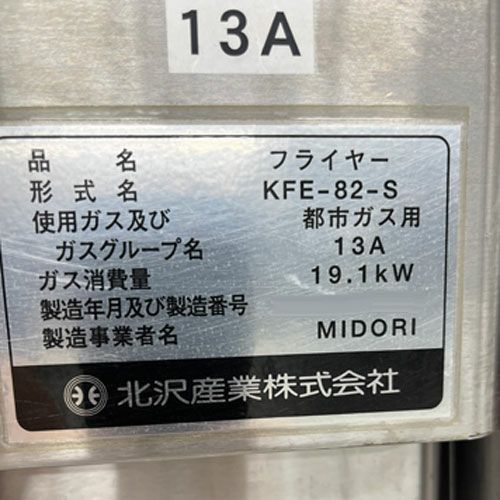 13A
品名 フライヤー
形式名 KFE-82-S
使用ガス及び 都市ガス用
ガスグループ名 13A
ガス消費量 19.1kW
製造年月及び製造番号
製造事業者名 MIDORI
北沢産業株式会社